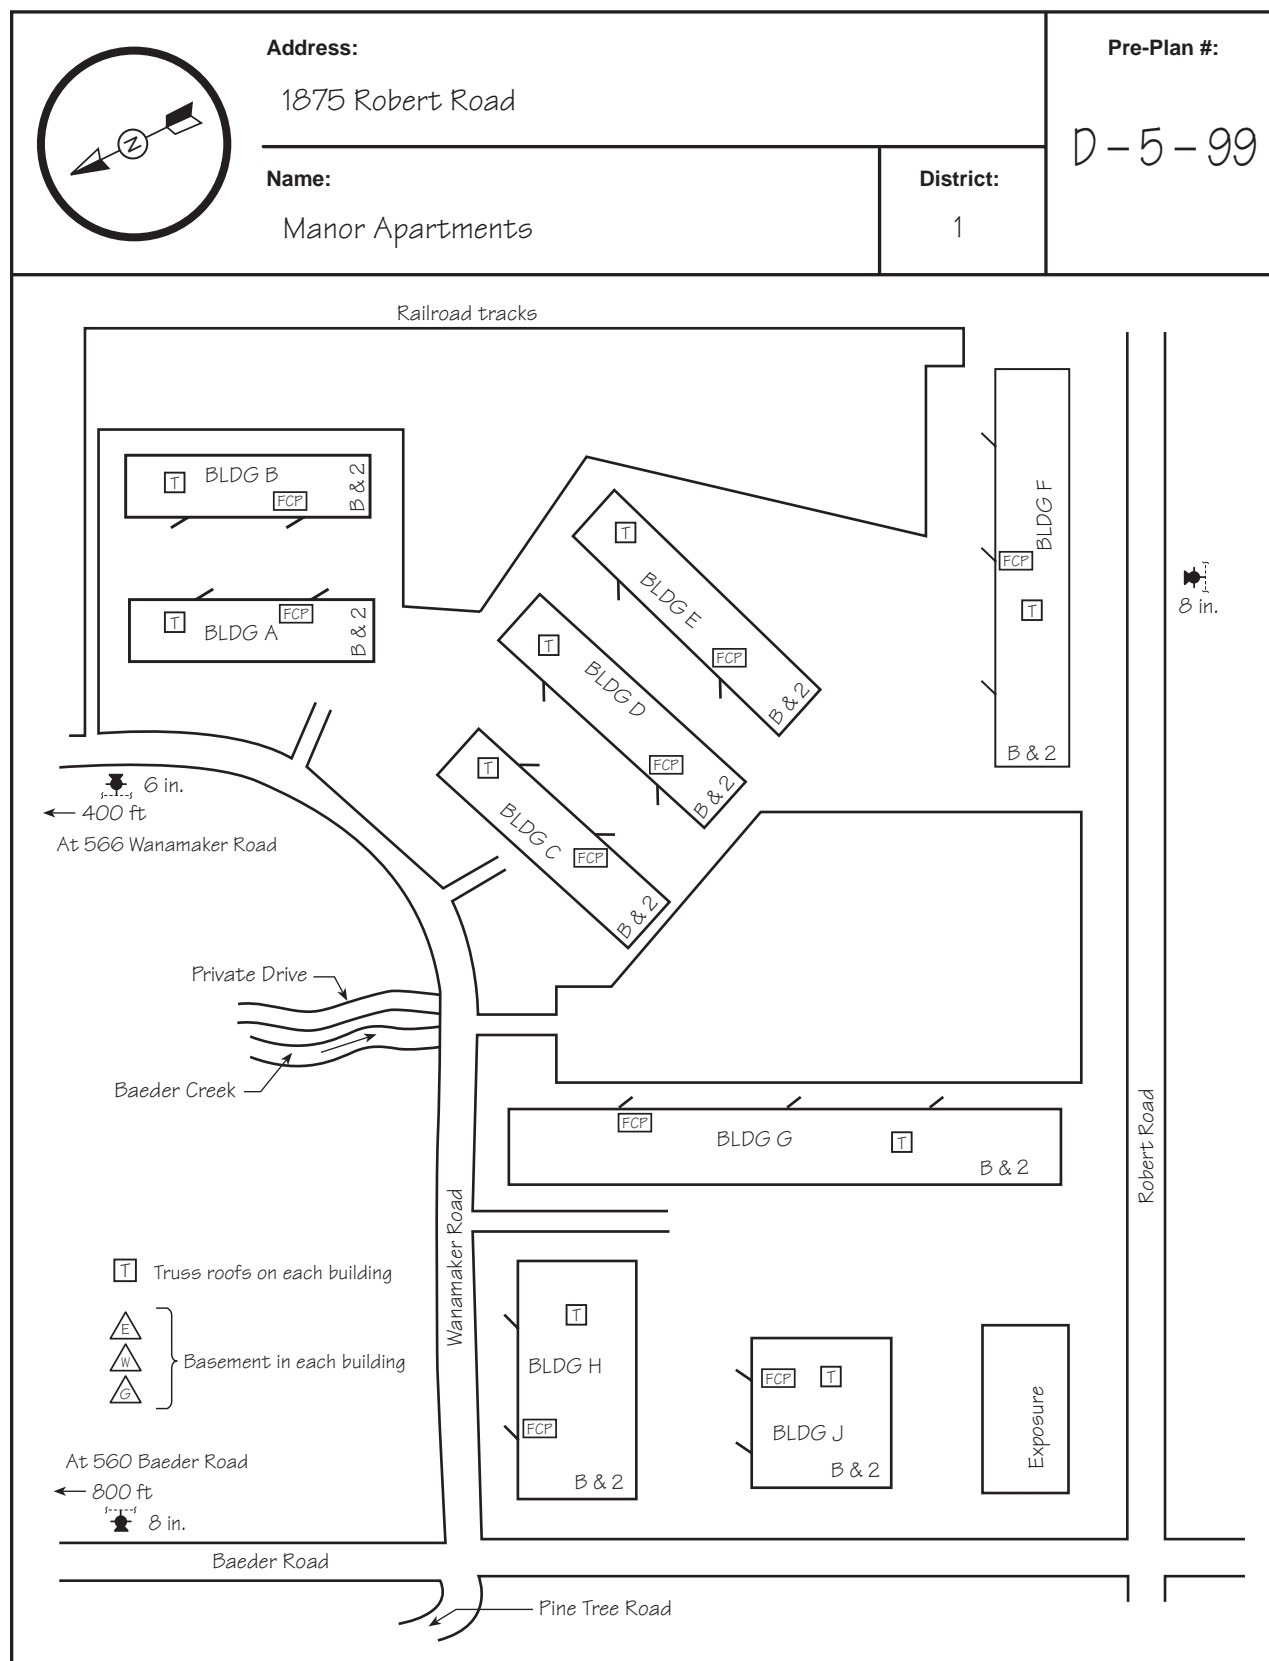 Address:
1875 Robert Road
Pre-Plan #:
D-5-99
N
Name:
Manor Apartments
District:
1
Railroad tracks
BLDG B
T
FCP
B & 2
BLDG A
T
FCP
B & 2
BLDG E
T
FCP
B & 2
BLDG D
T
FCP
B & 2
BLDG C
T
FCP
B & 2
BLDG F
FCP
T
B & 2
8 in.
6 in.
400 ft
At 566 Wanamaker Road
Private Drive
Baeder Creek
Robert Road
FCP
BLDG G
T
B & 2
Wanamaker Road
T Truss roofs on each building
E
W Basement in each building
G
T
BLDG H
FCP
B & 2
FCP
T
BLDG J
B & 2
Exposure
At 560 Baeder Road
800 ft
8 in.
Baeder Road
Pine Tree Road